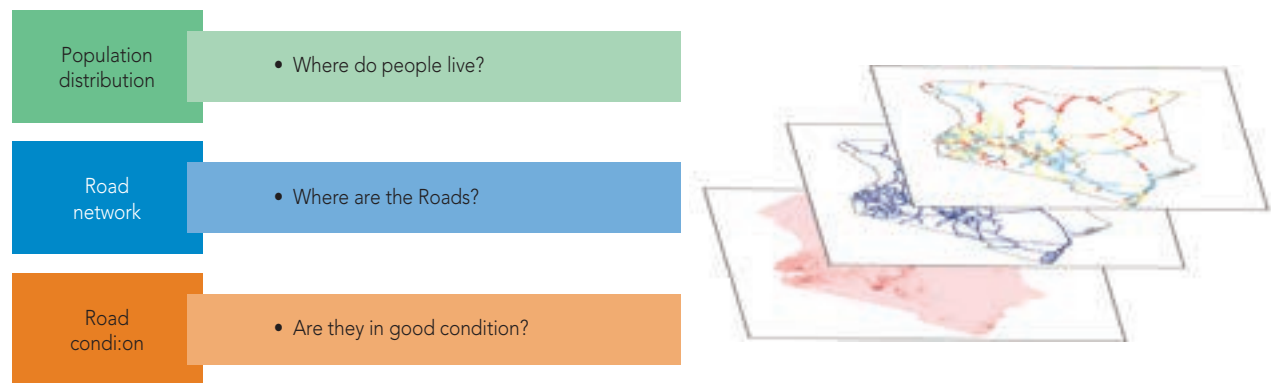 Population
distribution
• Where do people live?
Road
network
• Where are the Roads?
Road
condi:on
• Are they in good condition?